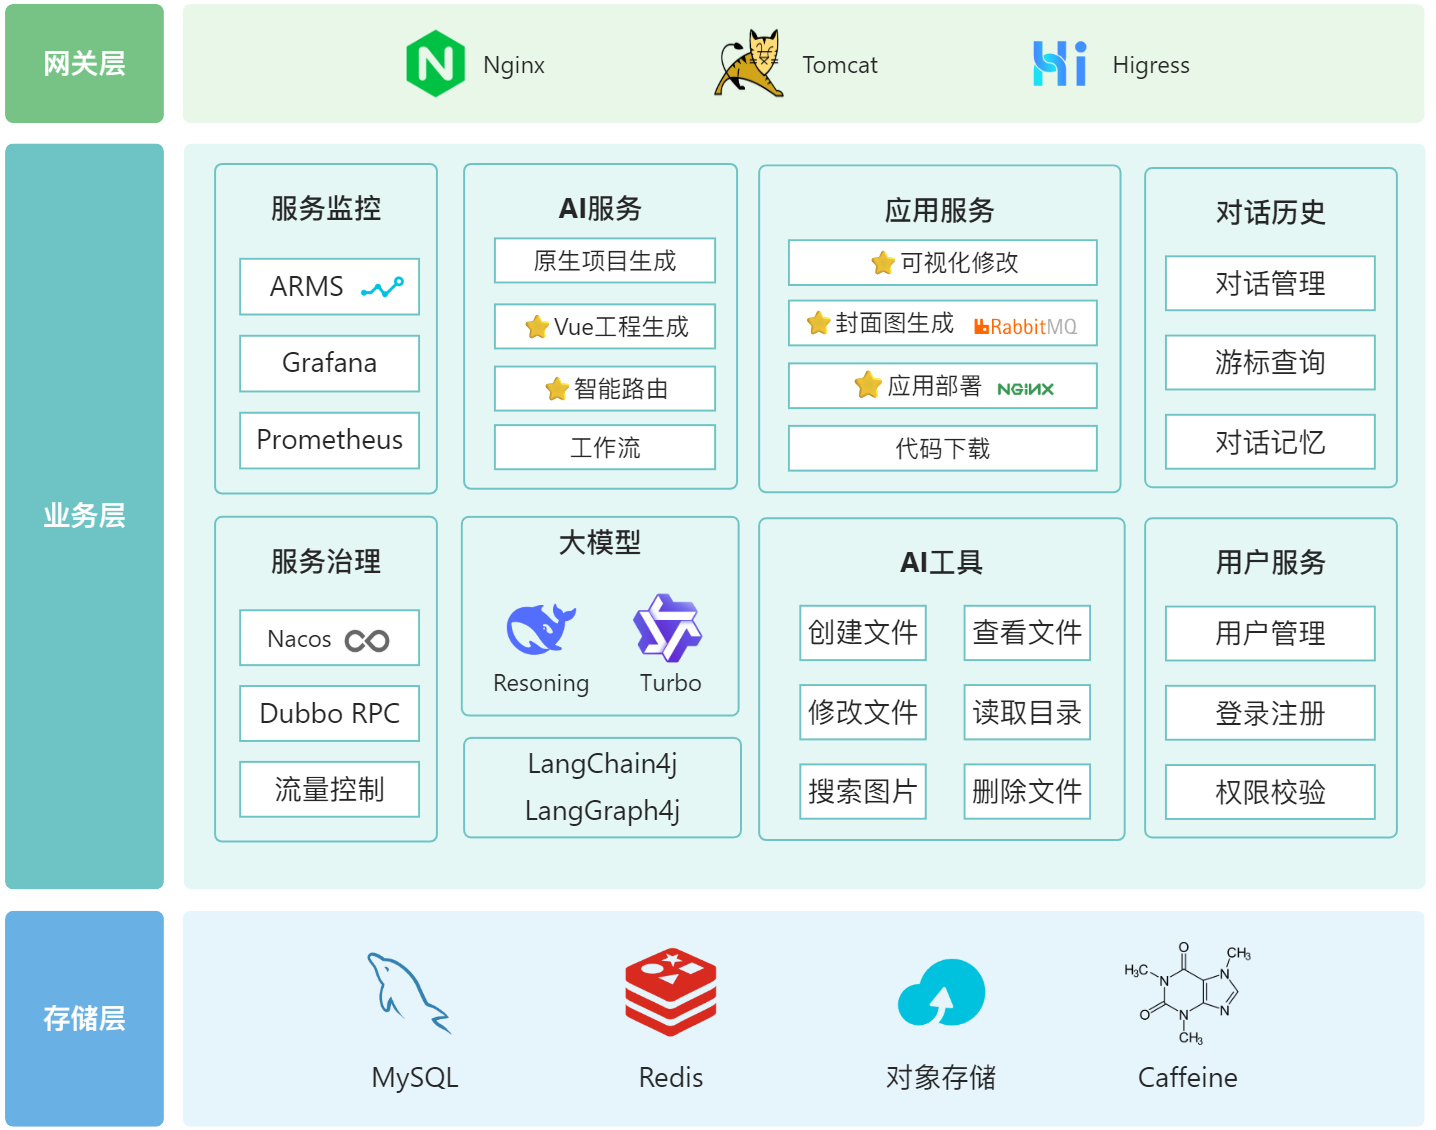 网关层
Nginx
Tomcat
Hi
Higress
业务层
服务监控
ARMS
Grafana
Prometheus
AI服务
原生项目生成
Vue工程生成
智能路由
工作流
应用服务
可视化修改
封面图生成 RabbitMQ
应用部署 NGINX
代码下载
对话历史
对话管理
游标查询
对话记忆
服务治理
Nacos
Dubbo RPC
流量控制
大模型
Resoning
Turbo
LangChain4j
LangGraph4j
AI工具
创建文件 查看文件
修改文件 读取目录
搜索图片 删除文件
用户服务
用户管理
登录注册
权限校验
存储层
MySQL
Redis
对象存储
O
CH₃
H₃C
N
N
O
N
N
CH₃
Caffeine